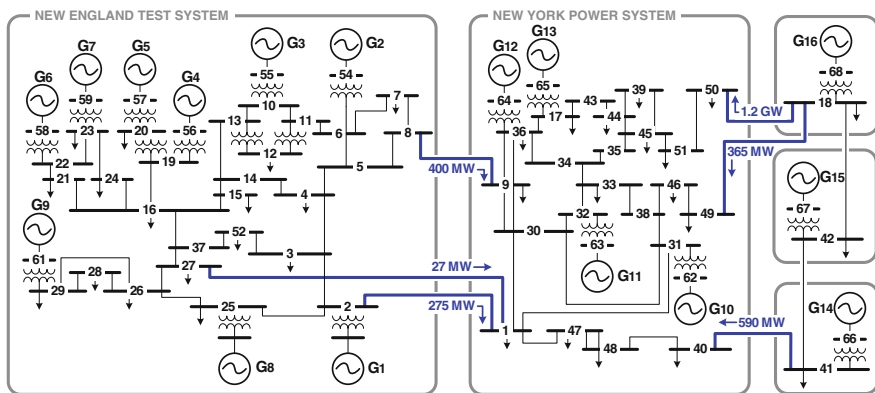 NEW ENGLAND TEST SYSTEM
NEW YORK POWER SYSTEM
G7 G5 G3 G2
G6 G4
59 57 55 54
58 56
10 7
13 11
23 20 6 8
12
22 19 5
21 24 14
15 4
16
G9 52
37
61 3
27
28
29 26
25 2
G8 G1
400 MW
27 MW
275 MW
G13
G12
65
64
39 50
43
36 17 44
45
35 51
34
9 33 46
32 38 49
30 31
63 62
G11 G10
1 47
48 40
1.2 GW
365 MW
590 MW
G16
68
18
G15
67
42
G14
66
41